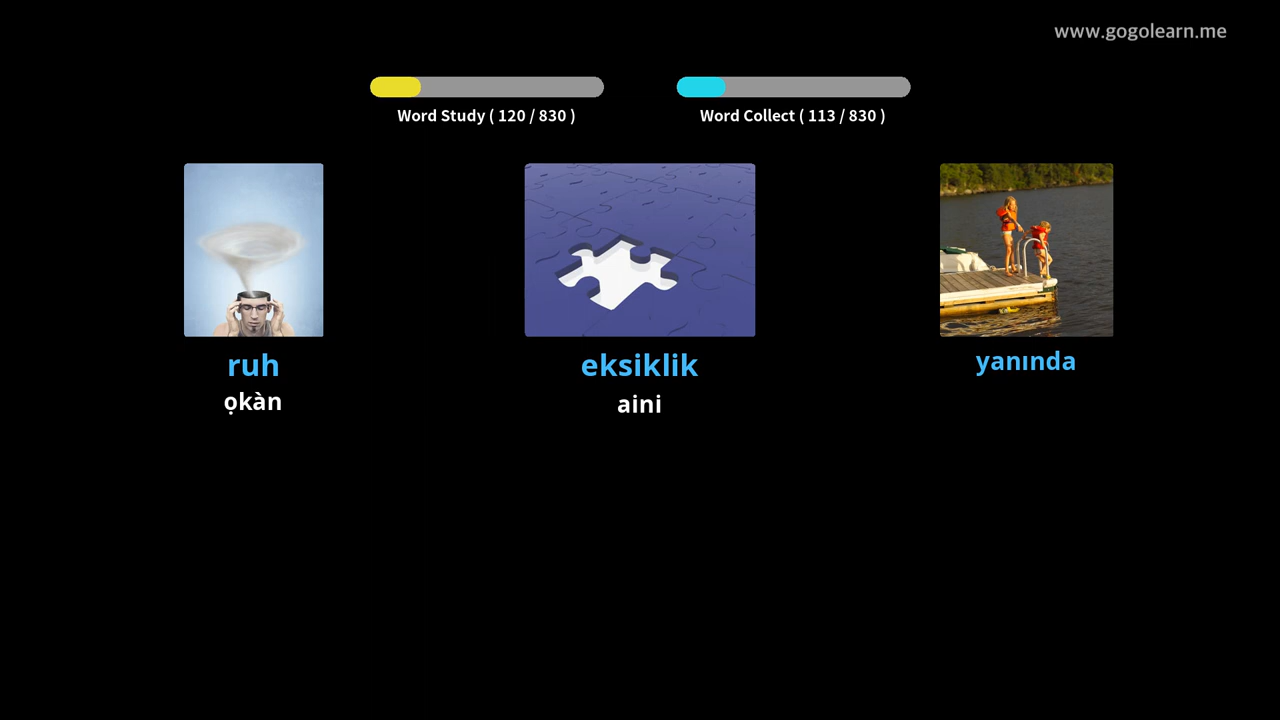 www.gogolearn.me
Word Study ( 120 / 830 )
Word Collect ( 113 / 830 )
ruh
ọkàn
eksiklik
aini
yanında